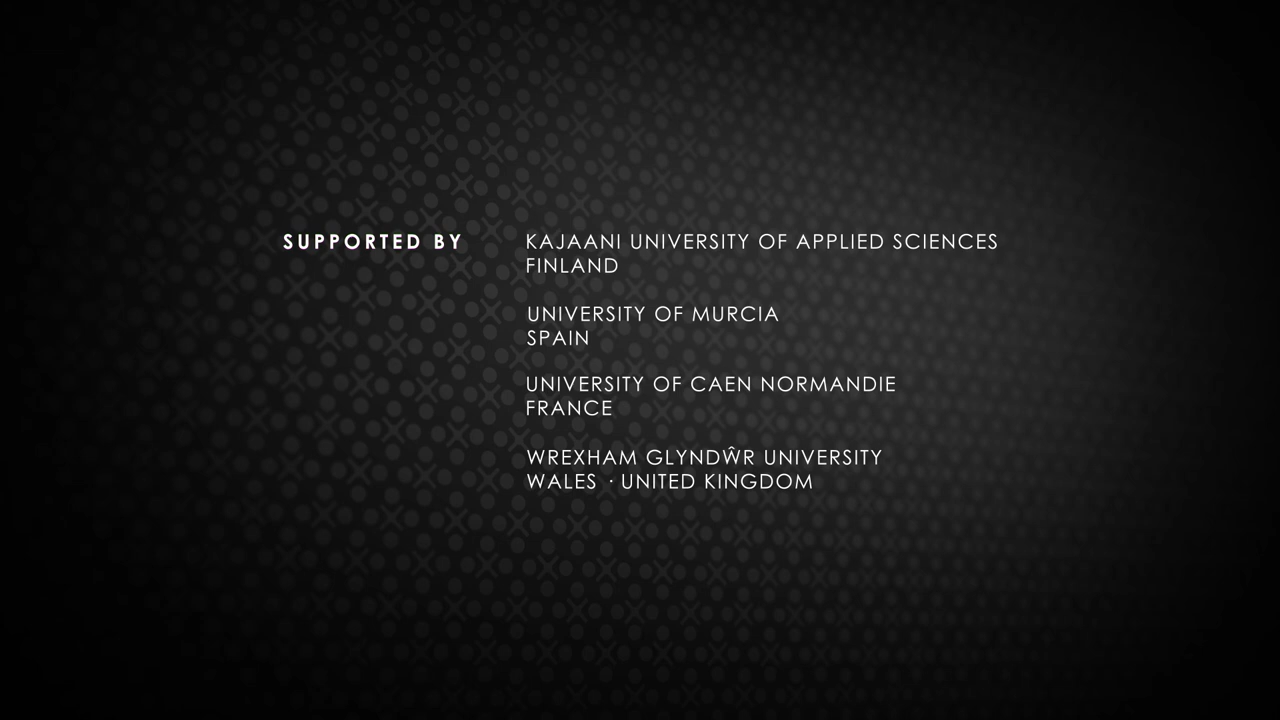 SUPPORTED BY
KAJAANI UNIVERSITY OF APPLIED SCIENCES
FINLAND
UNIVERSITY OF MURCIA
SPAIN
UNIVERSITY OF CAEN NORMANDIE
FRANCE
WREXHAM GLYNDŴR UNIVERSITY
WALES · UNITED KINGDOM